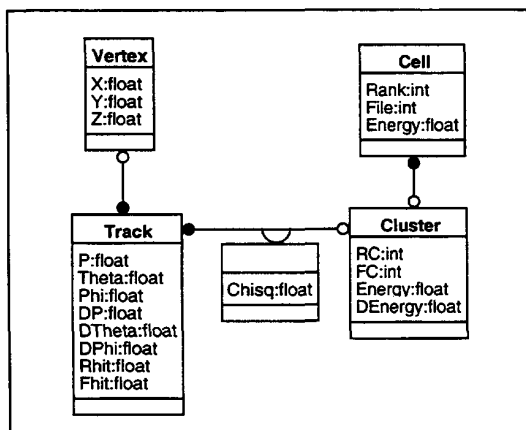 Vertex
X:float
Y:float
Z:float
Cell
Rank:int
File:int
Energy:float
Track
P:float
Theta:float
Phi:float
DP:float
DTheta:float
DPhi:float
Rhit:float
Fhit:float
Chisq:float
Cluster
RC:int
FC:int
Energy:float
DEnergy:float